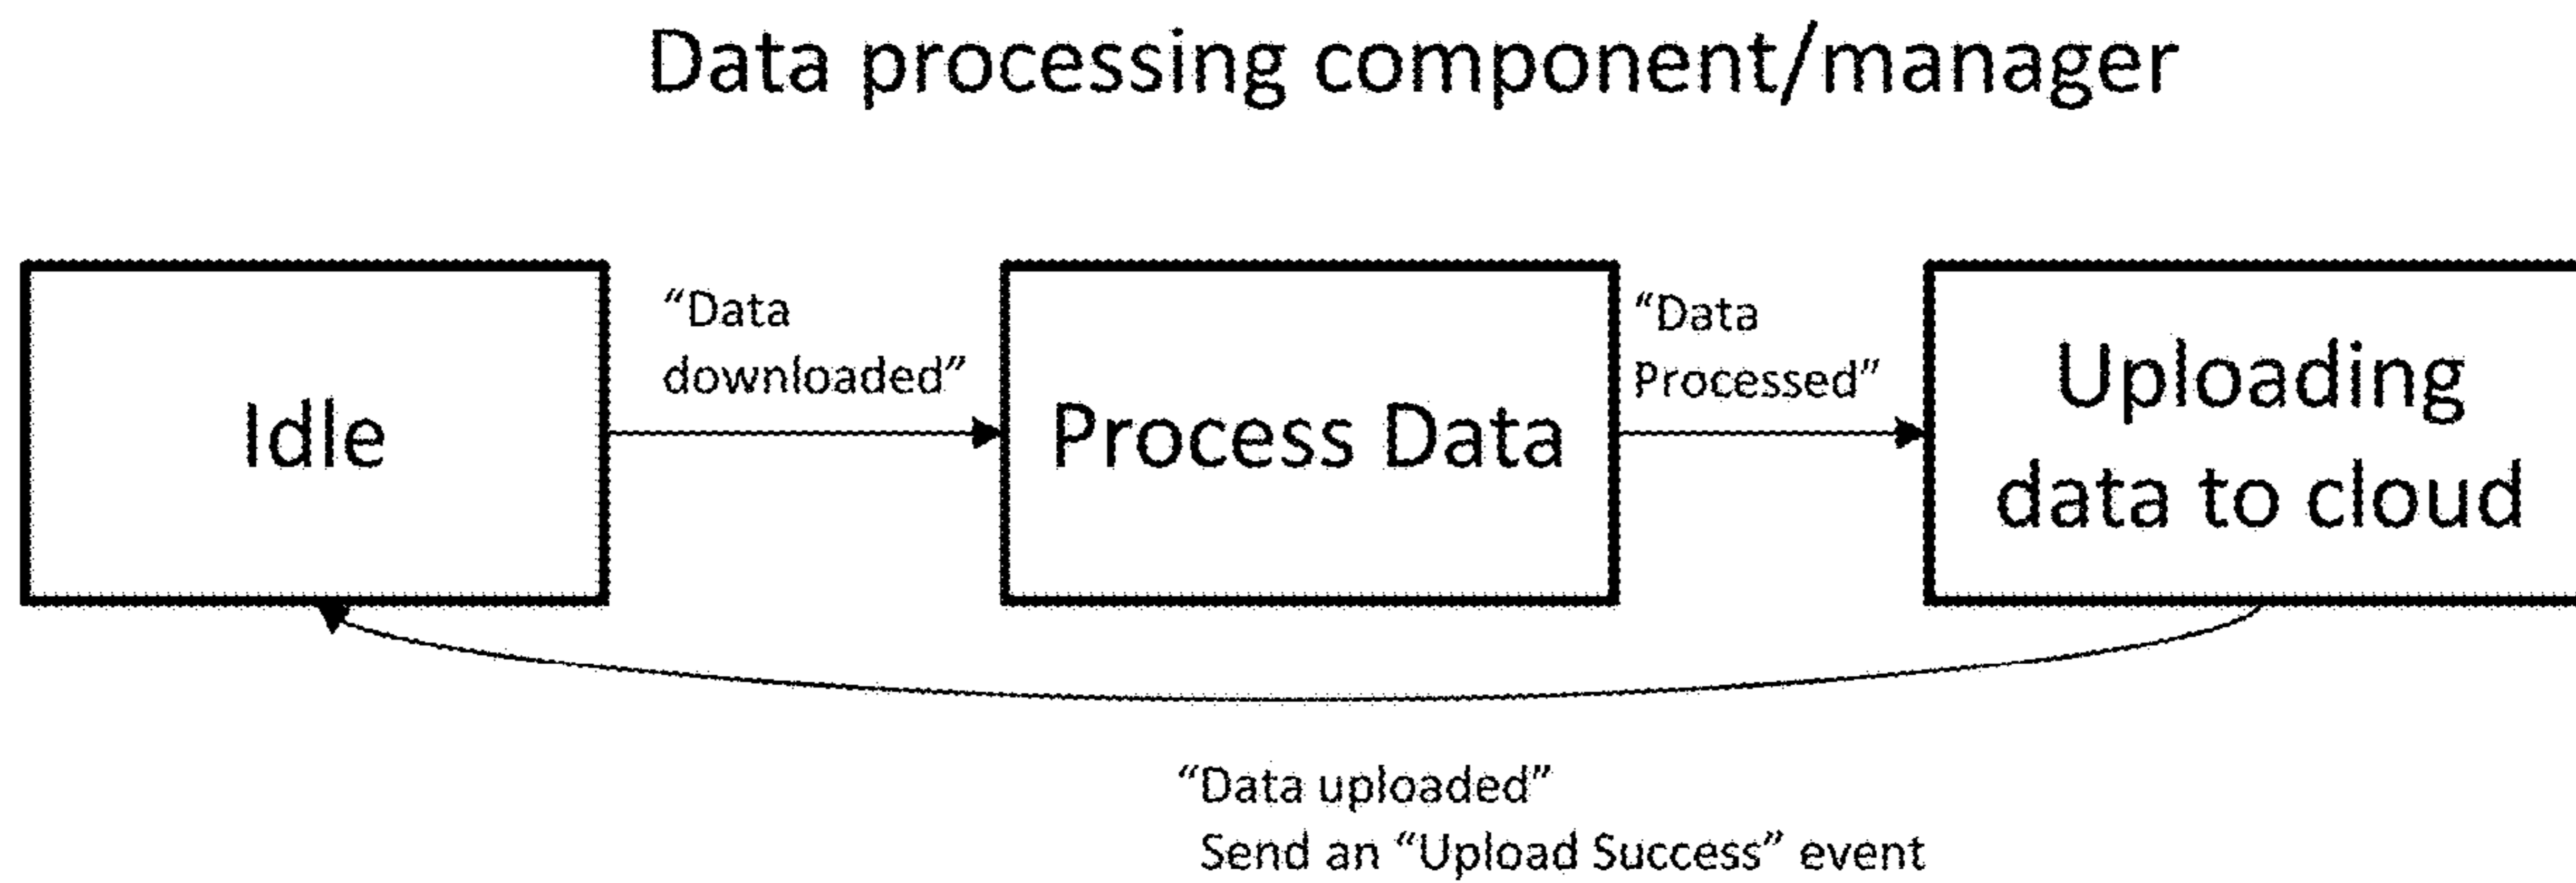 Data processing component/manager
Idle
“Data
downloaded”
Process Data
“Data
Processed”
Uploading
data to cloud
“Data uploaded”
Send an “Upload Success” event